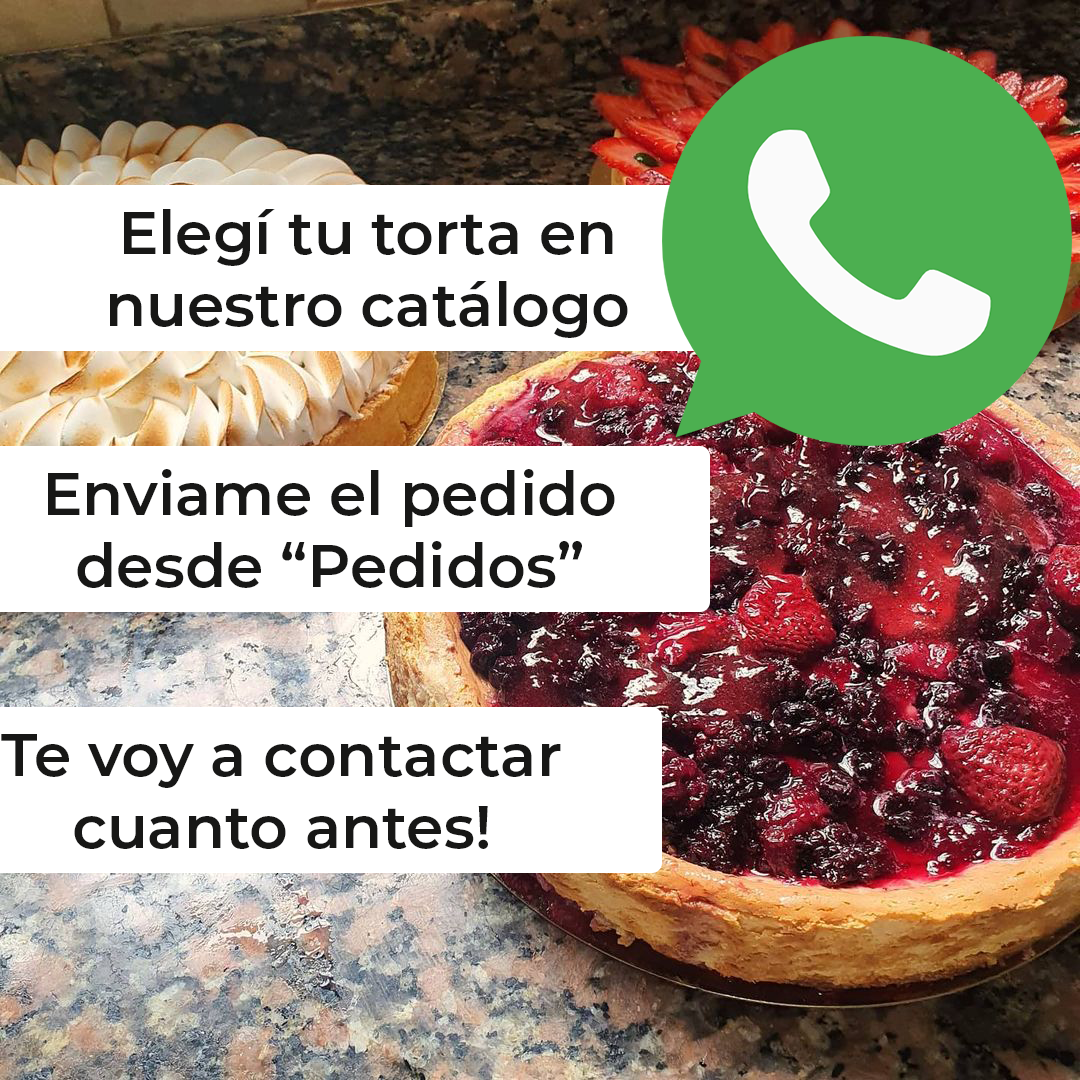 Elegí tu torta en
nuestro catálogo
Enviame el pedido
desde “Pedidos”
Te voy a contactar
cuanto antes!